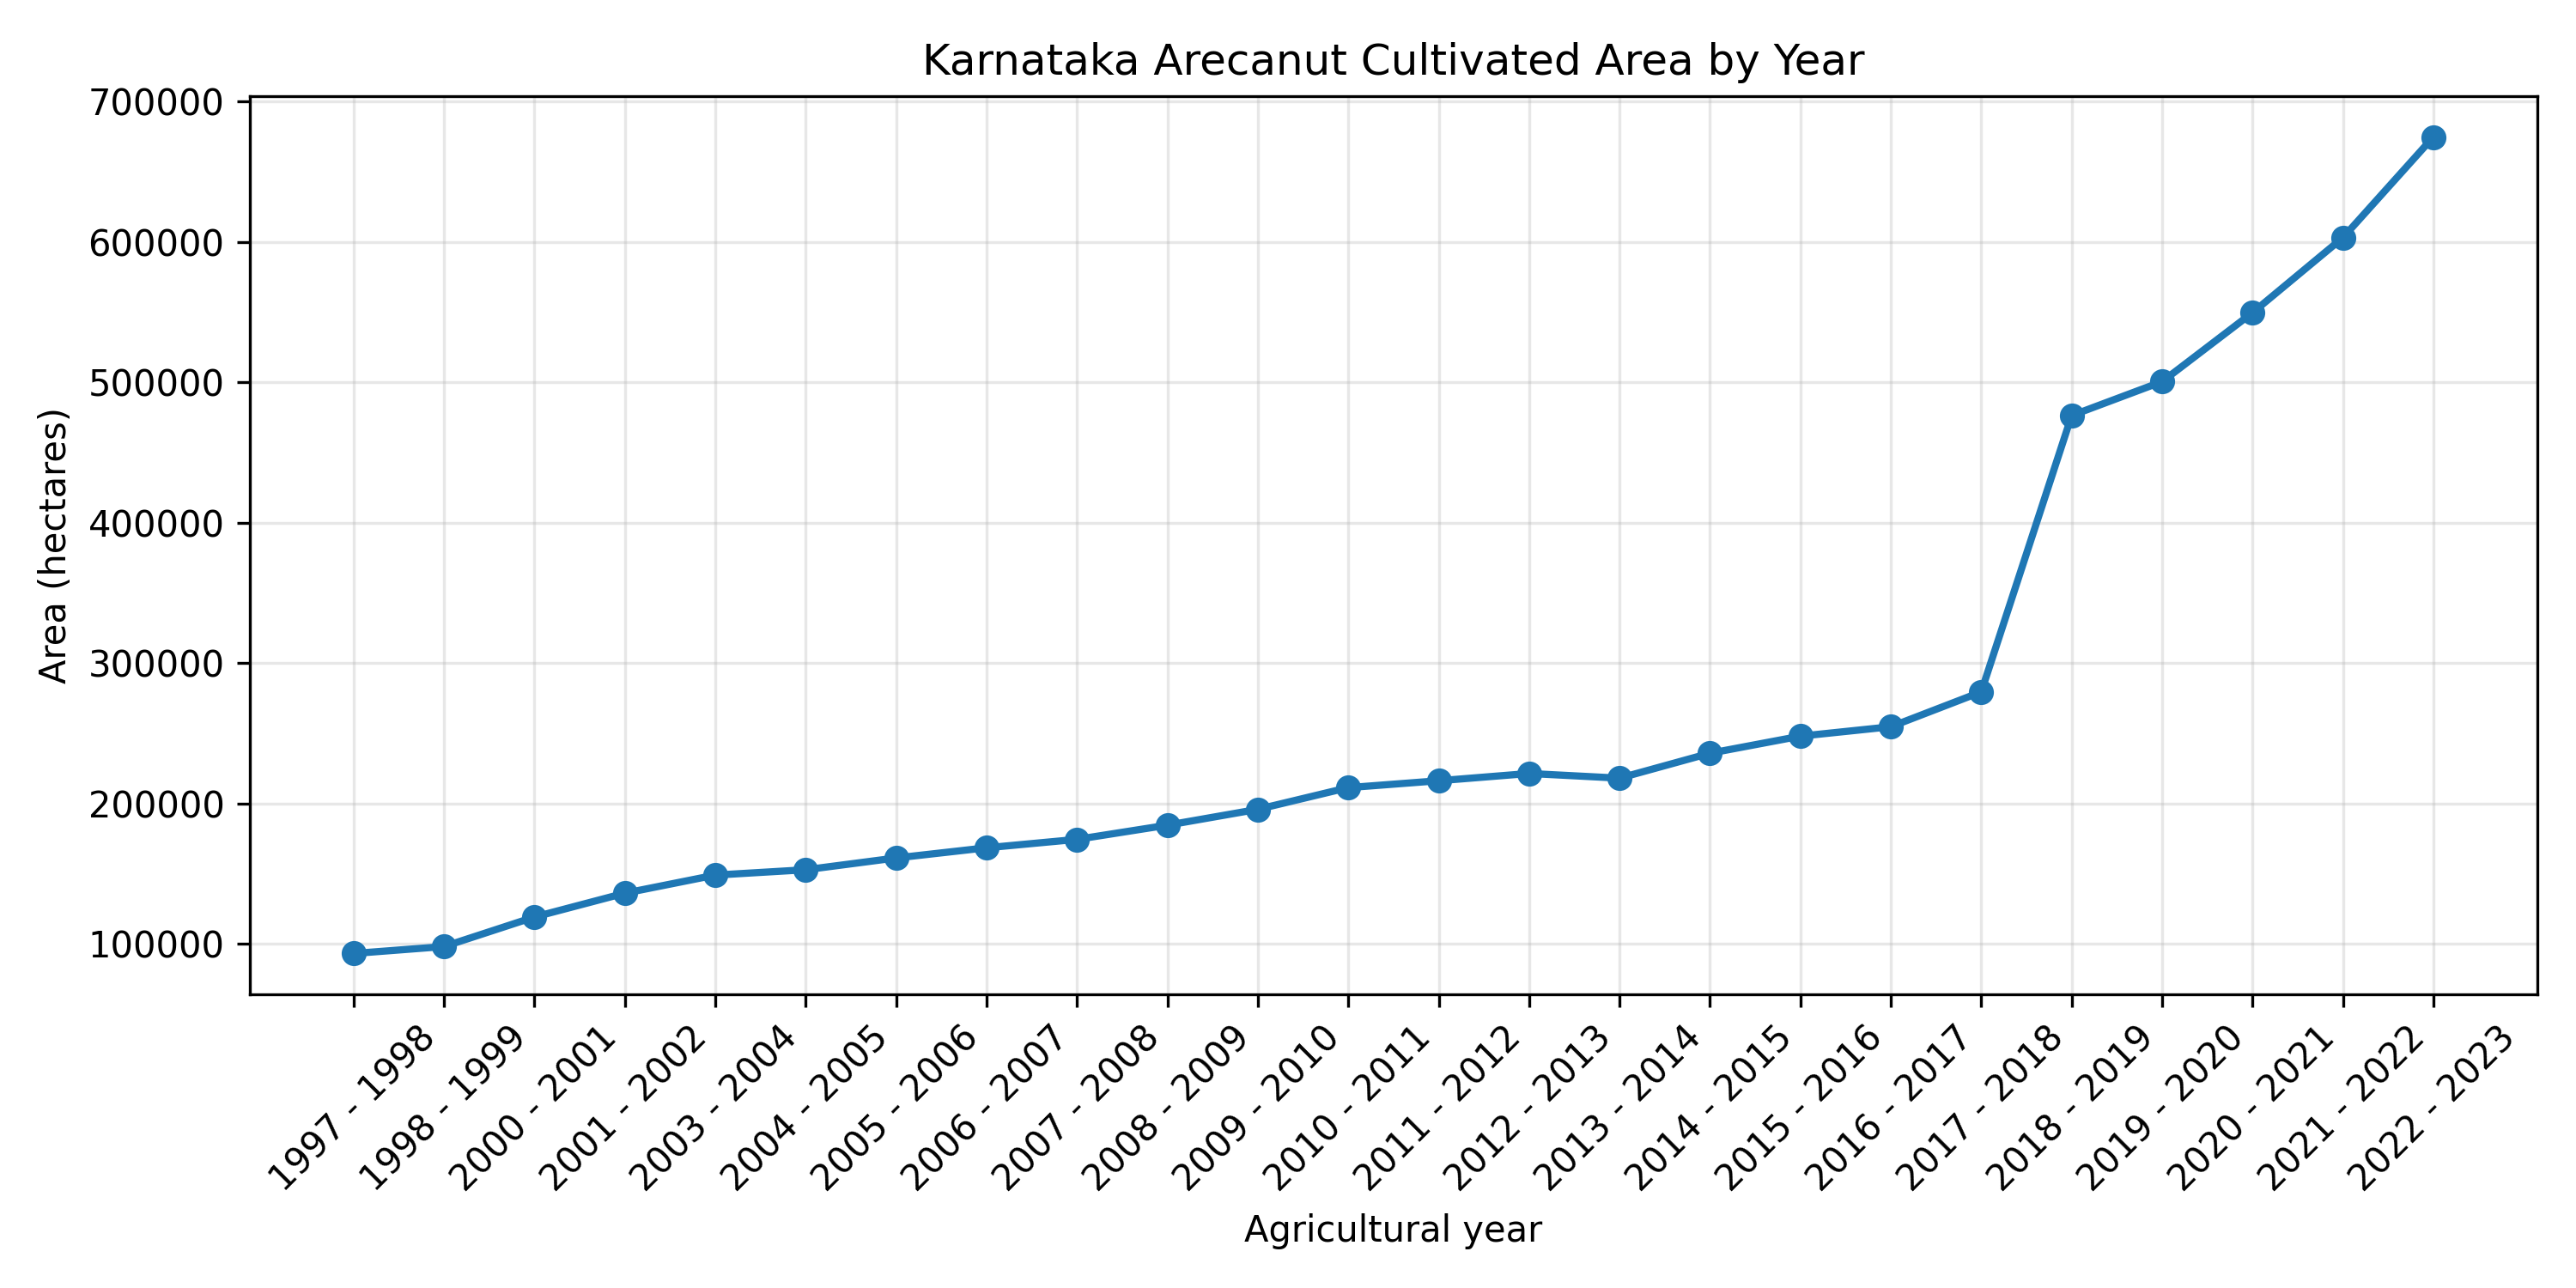 Karnataka Arecanut Cultivated Area by Year
700000
600000
500000
400000
300000
200000
100000
Area (hectares)
1997 - 1998
1998 - 1999
2000 - 2001
2001 - 2002
2003 - 2004
2004 - 2005
2005 - 2006
2006 - 2007
2007 - 2008
2008 - 2009
2009 - 2010
2010 - 2011
2011 - 2012
2012 - 2013
2013 - 2014
2014 - 2015
2015 - 2016
2016 - 2017
2017 - 2018
2018 - 2019
2019 - 2020
2020 - 2021
2021 - 2022
2022 - 2023
Agricultural year